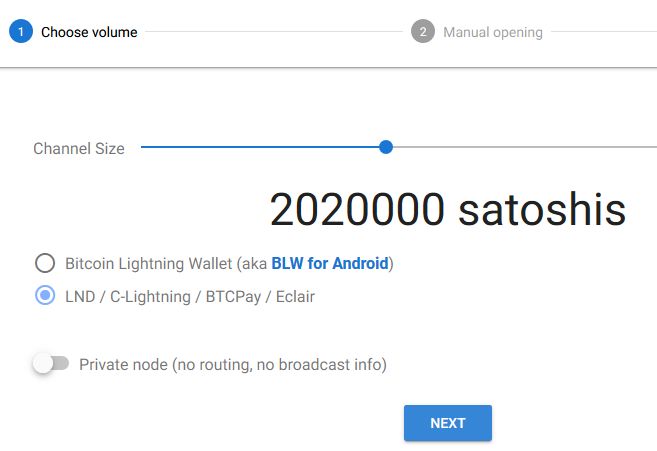 1 Choose volume 2 Manual opening
Channel Size
2020000 satoshis
Bitcoin Lightning Wallet (aka BLW for Android)
LND / C-Lightning / BTCPay / Eclair
Private node (no routing, no broadcast info)
NEXT